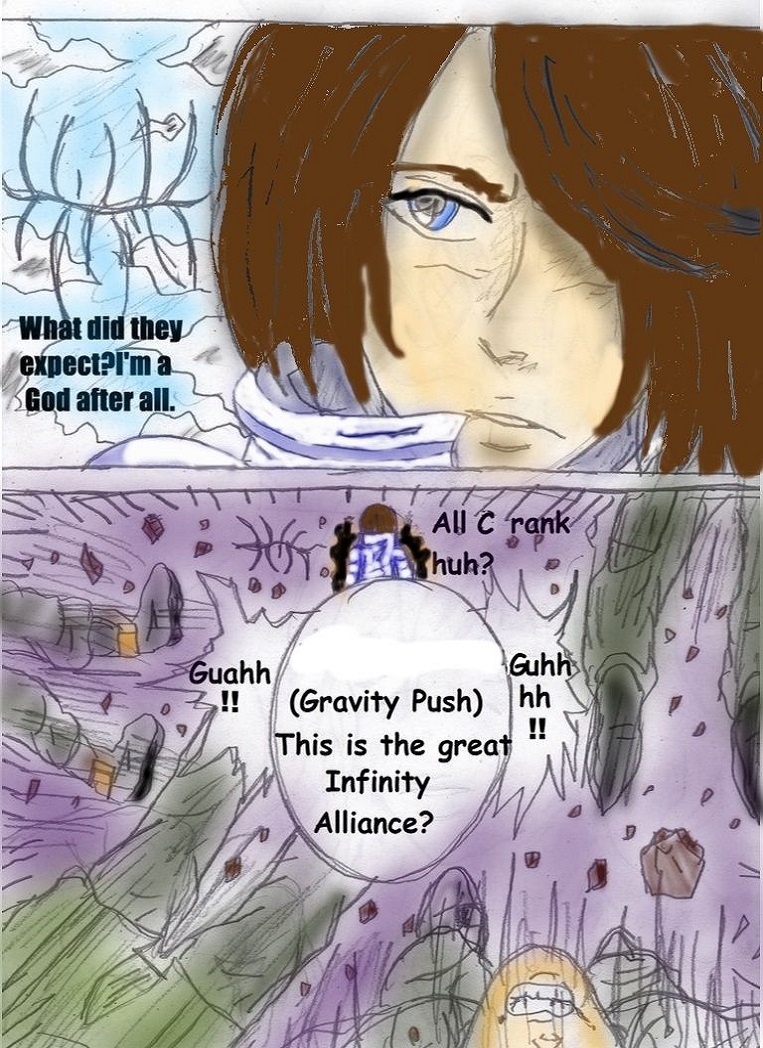 What did they
expect?I'm a
God after all.
All C rank
huh?
Guahh
!!
(Gravity Push)
This is the great
Infinity
Alliance?
Guhh
hh
!!